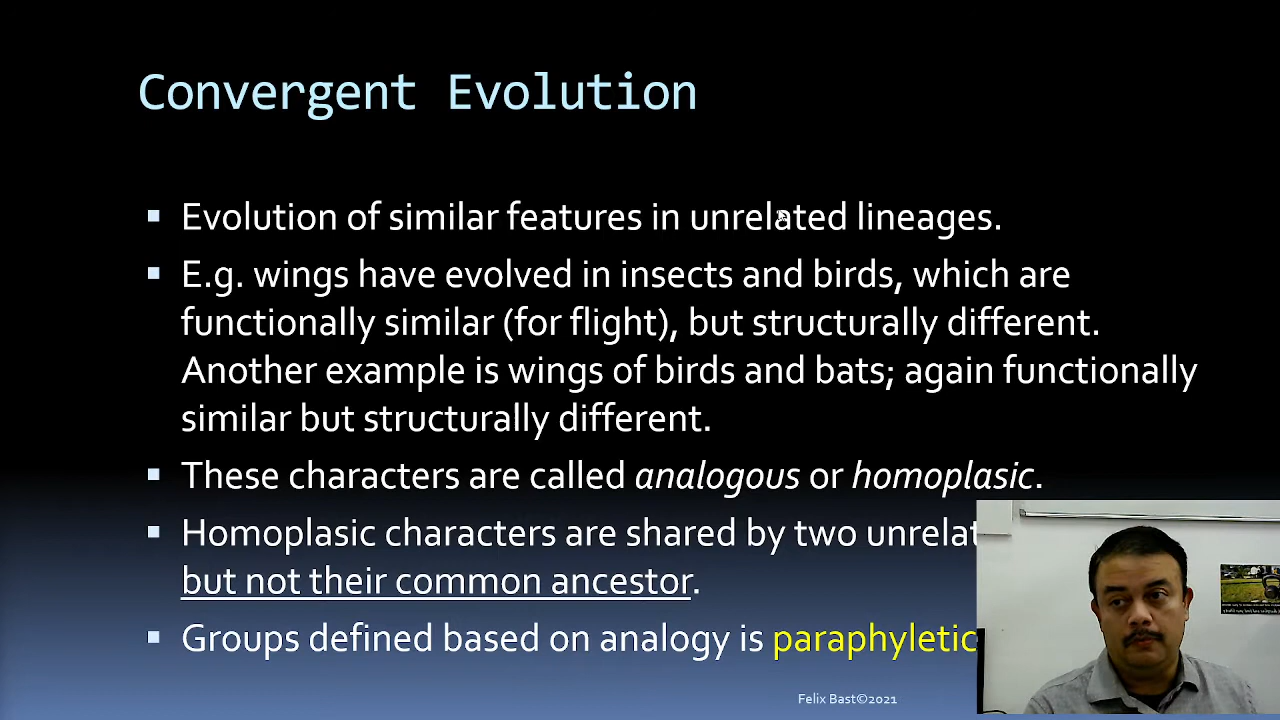 Convergent Evolution
▪ Evolution of similar features in unrelated lineages.
▪ E.g. wings have evolved in insects and birds, which are
functionally similar (for flight), but structurally different.
Another example is wings of birds and bats; again functionally
similar but structurally different.
▪ These characters are called analogous or homoplasic.
▪ Homoplasic characters are shared by two unrelat
but not their common ancestor.
▪ Groups defined based on analogy is paraphyletic
Felix Bast©2021